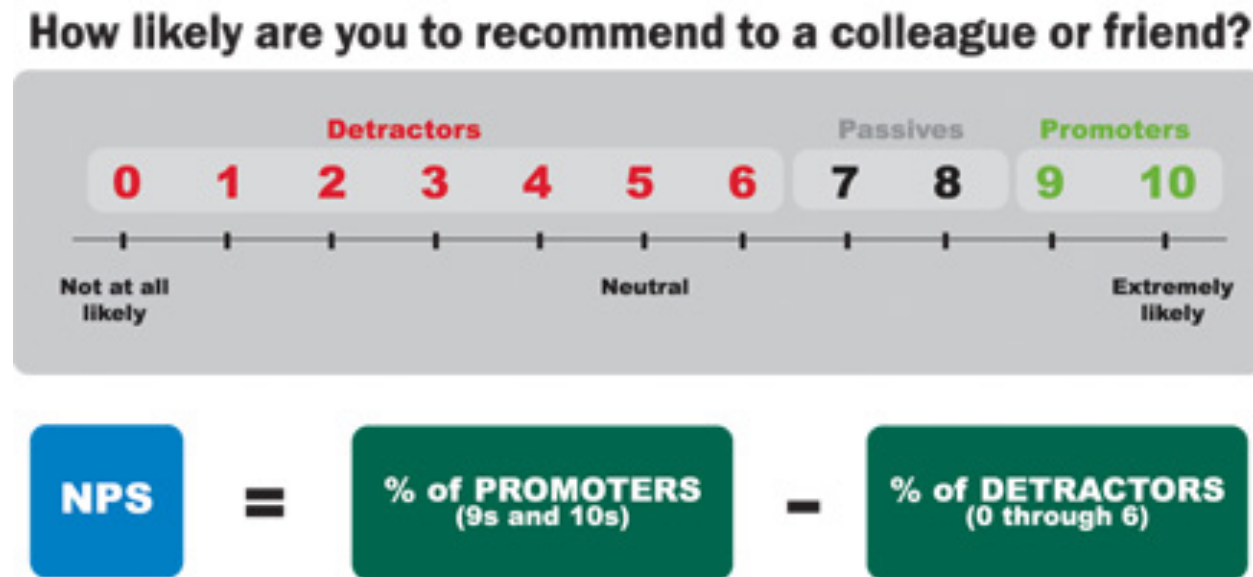 How likely are you to recommend to a colleague or friend?
Detractors Passives Promoters
0 1 2 3 4 5 6 7 8 9 10
Not at all Neutral Extremely
likely likely
NPS = % of PROMOTERS - % of DETRACTORS
(9s and 10s) (0 through 6)